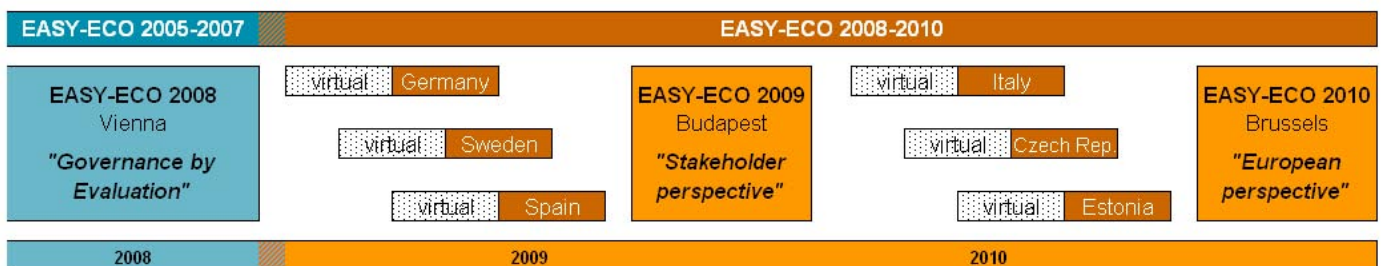 EASY-ECO 2005-2007
EASY-ECO 2008-2010
EASY-ECO 2008
Vienna
"Governance by
Evaluation"
virtual Germany
virtual Sweden
virtual Spain
EASY-ECO 2009
Budapest
"Stakeholder
perspective"
virtual Italy
virtual Czech Rep.
virtual Estonia
EASY-ECO 2010
Brussels
"European
perspective"
2008
2009
2010